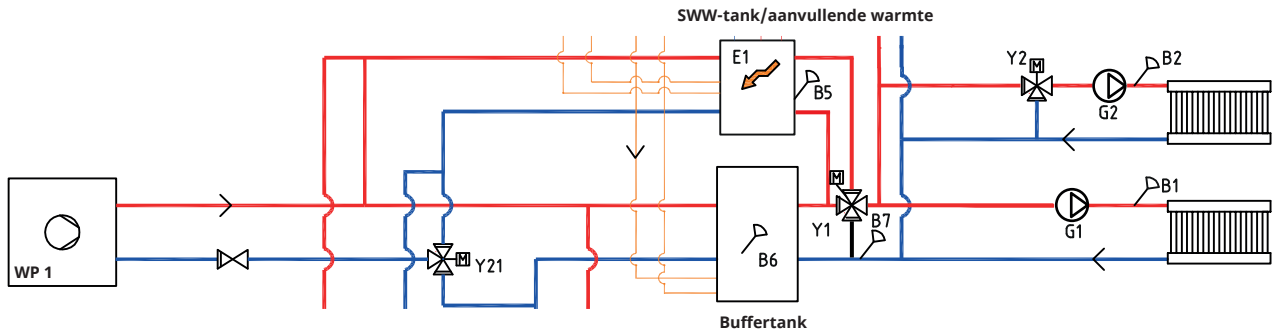 SWW-tank/aanvullende warmte
E1
B5
Y2
M
B2
G2
M
Y1
B7
B1
G1
WP 1
M
Y21
B6
Buffertank